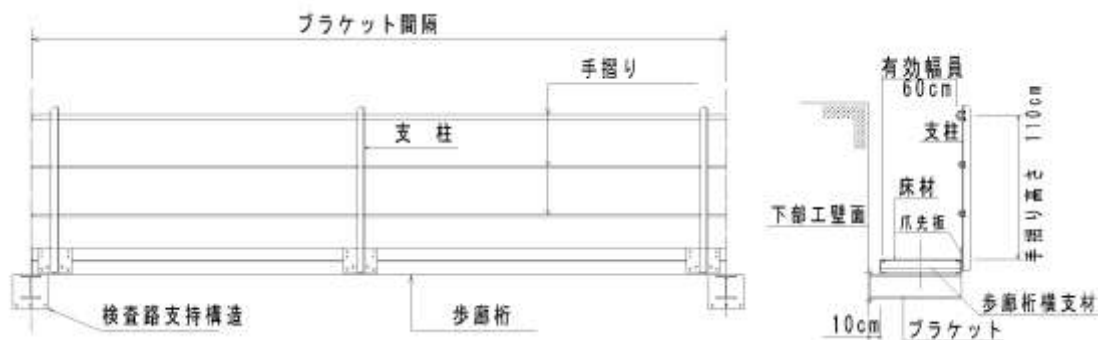 ブラケット間隔
手摺り
支 柱
検査路支持構造
歩廊桁
有効幅員
60cm
支柱
手摺り高さ 110cm
床材
下部工壁面
爪先板
歩廊桁横支材
10cm
ブラケット